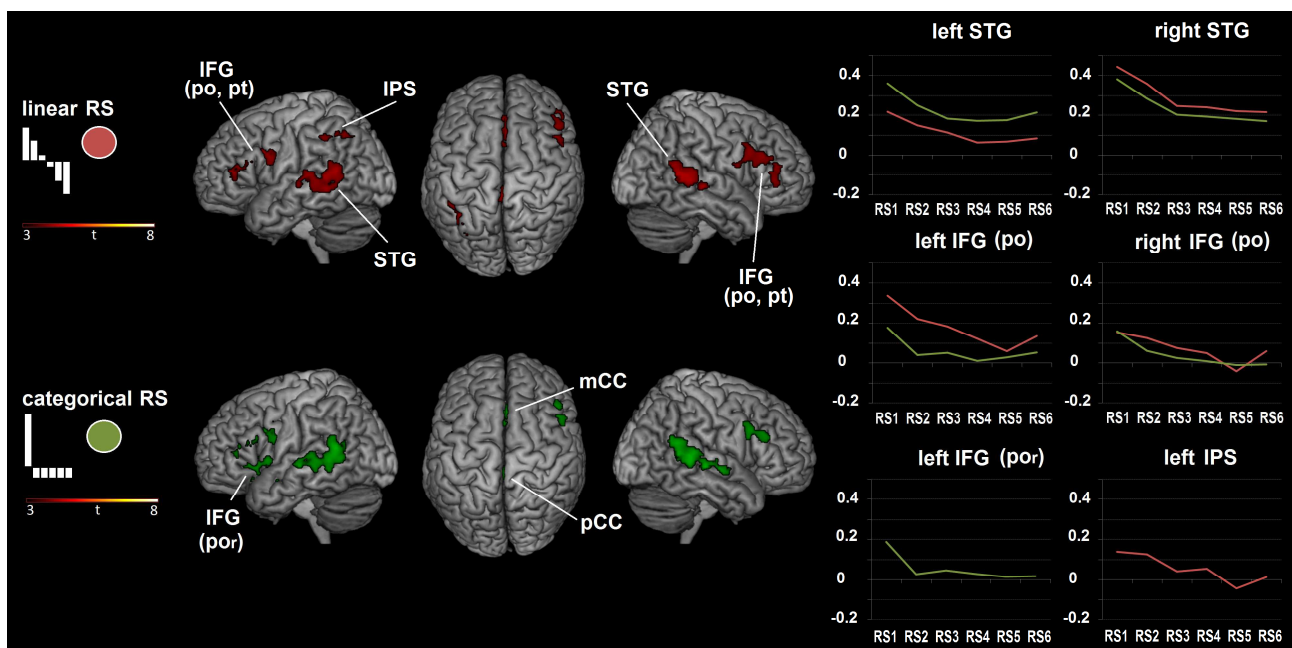 linear RS
3 t 8
IFG
(po, pt)
IPS
STG
STG
IFG
(po, pt)
categorical RS
3 t 8
IFG
(por)
mCC
pCC
left STG
0.4
0.2
0
-0.2
RS1 RS2 RS3 RS4 RS5 RS6
right STG
0.4
0.2
0
-0.2
RS1 RS2 RS3 RS4 RS5 RS6
left IFG (po)
0.4
0.2
0
-0.2
RS1 RS2 RS3 RS4 RS5 RS6
right IFG (po)
0.4
0.2
0
-0.2
RS1 RS2 RS3 RS4 RS5 RS6
left IFG (por)
0.4
0.2
0
-0.2
RS1 RS2 RS3 RS4 RS5 RS6
left IPS
0.4
0.2
0
-0.2
RS1 RS2 RS3 RS4 RS5 RS6